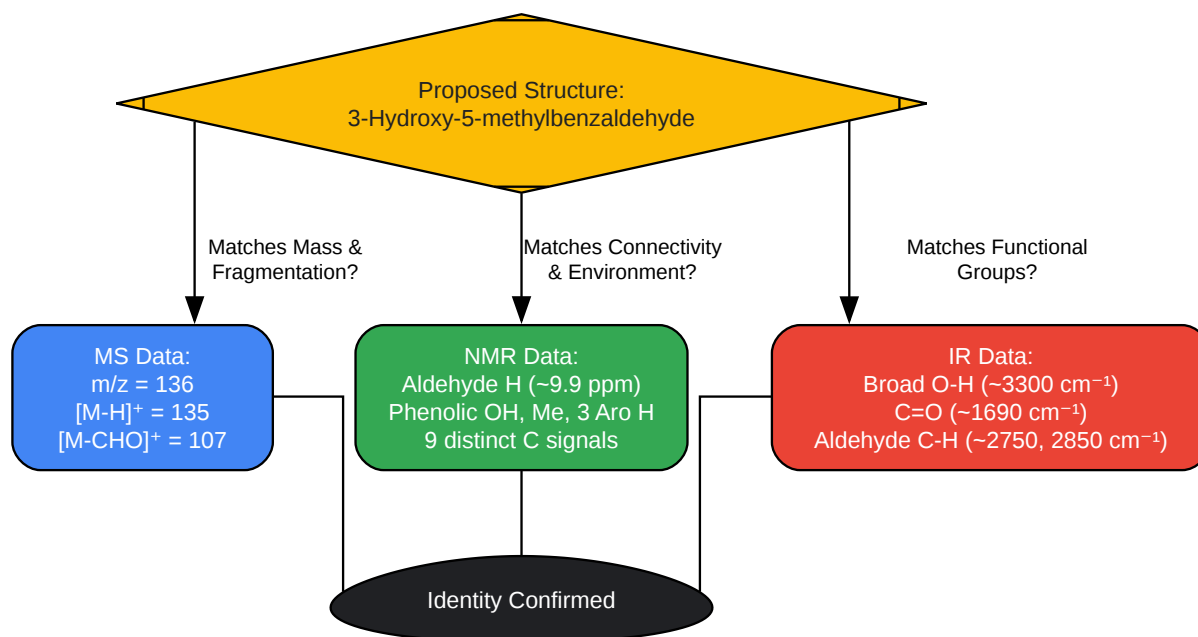 Proposed Structure:
3-Hydroxy-5-methylbenzaldehyde
Matches Mass &
Fragmentation?
Matches Connectivity
& Environment?
Matches Functional
Groups?
MS Data:
m/z = 136
[M-H]⁺ = 135
[M-CHO]⁺ = 107
NMR Data:
Aldehyde H (~9.9 ppm)
Phenolic OH, Me, 3 Aro H
9 distinct C signals
IR Data:
Broad O-H (~3300 cm⁻¹)
C=O (~1690 cm⁻¹)
Aldehyde C-H (~2750, 2850 cm⁻¹)
Identity Confirmed